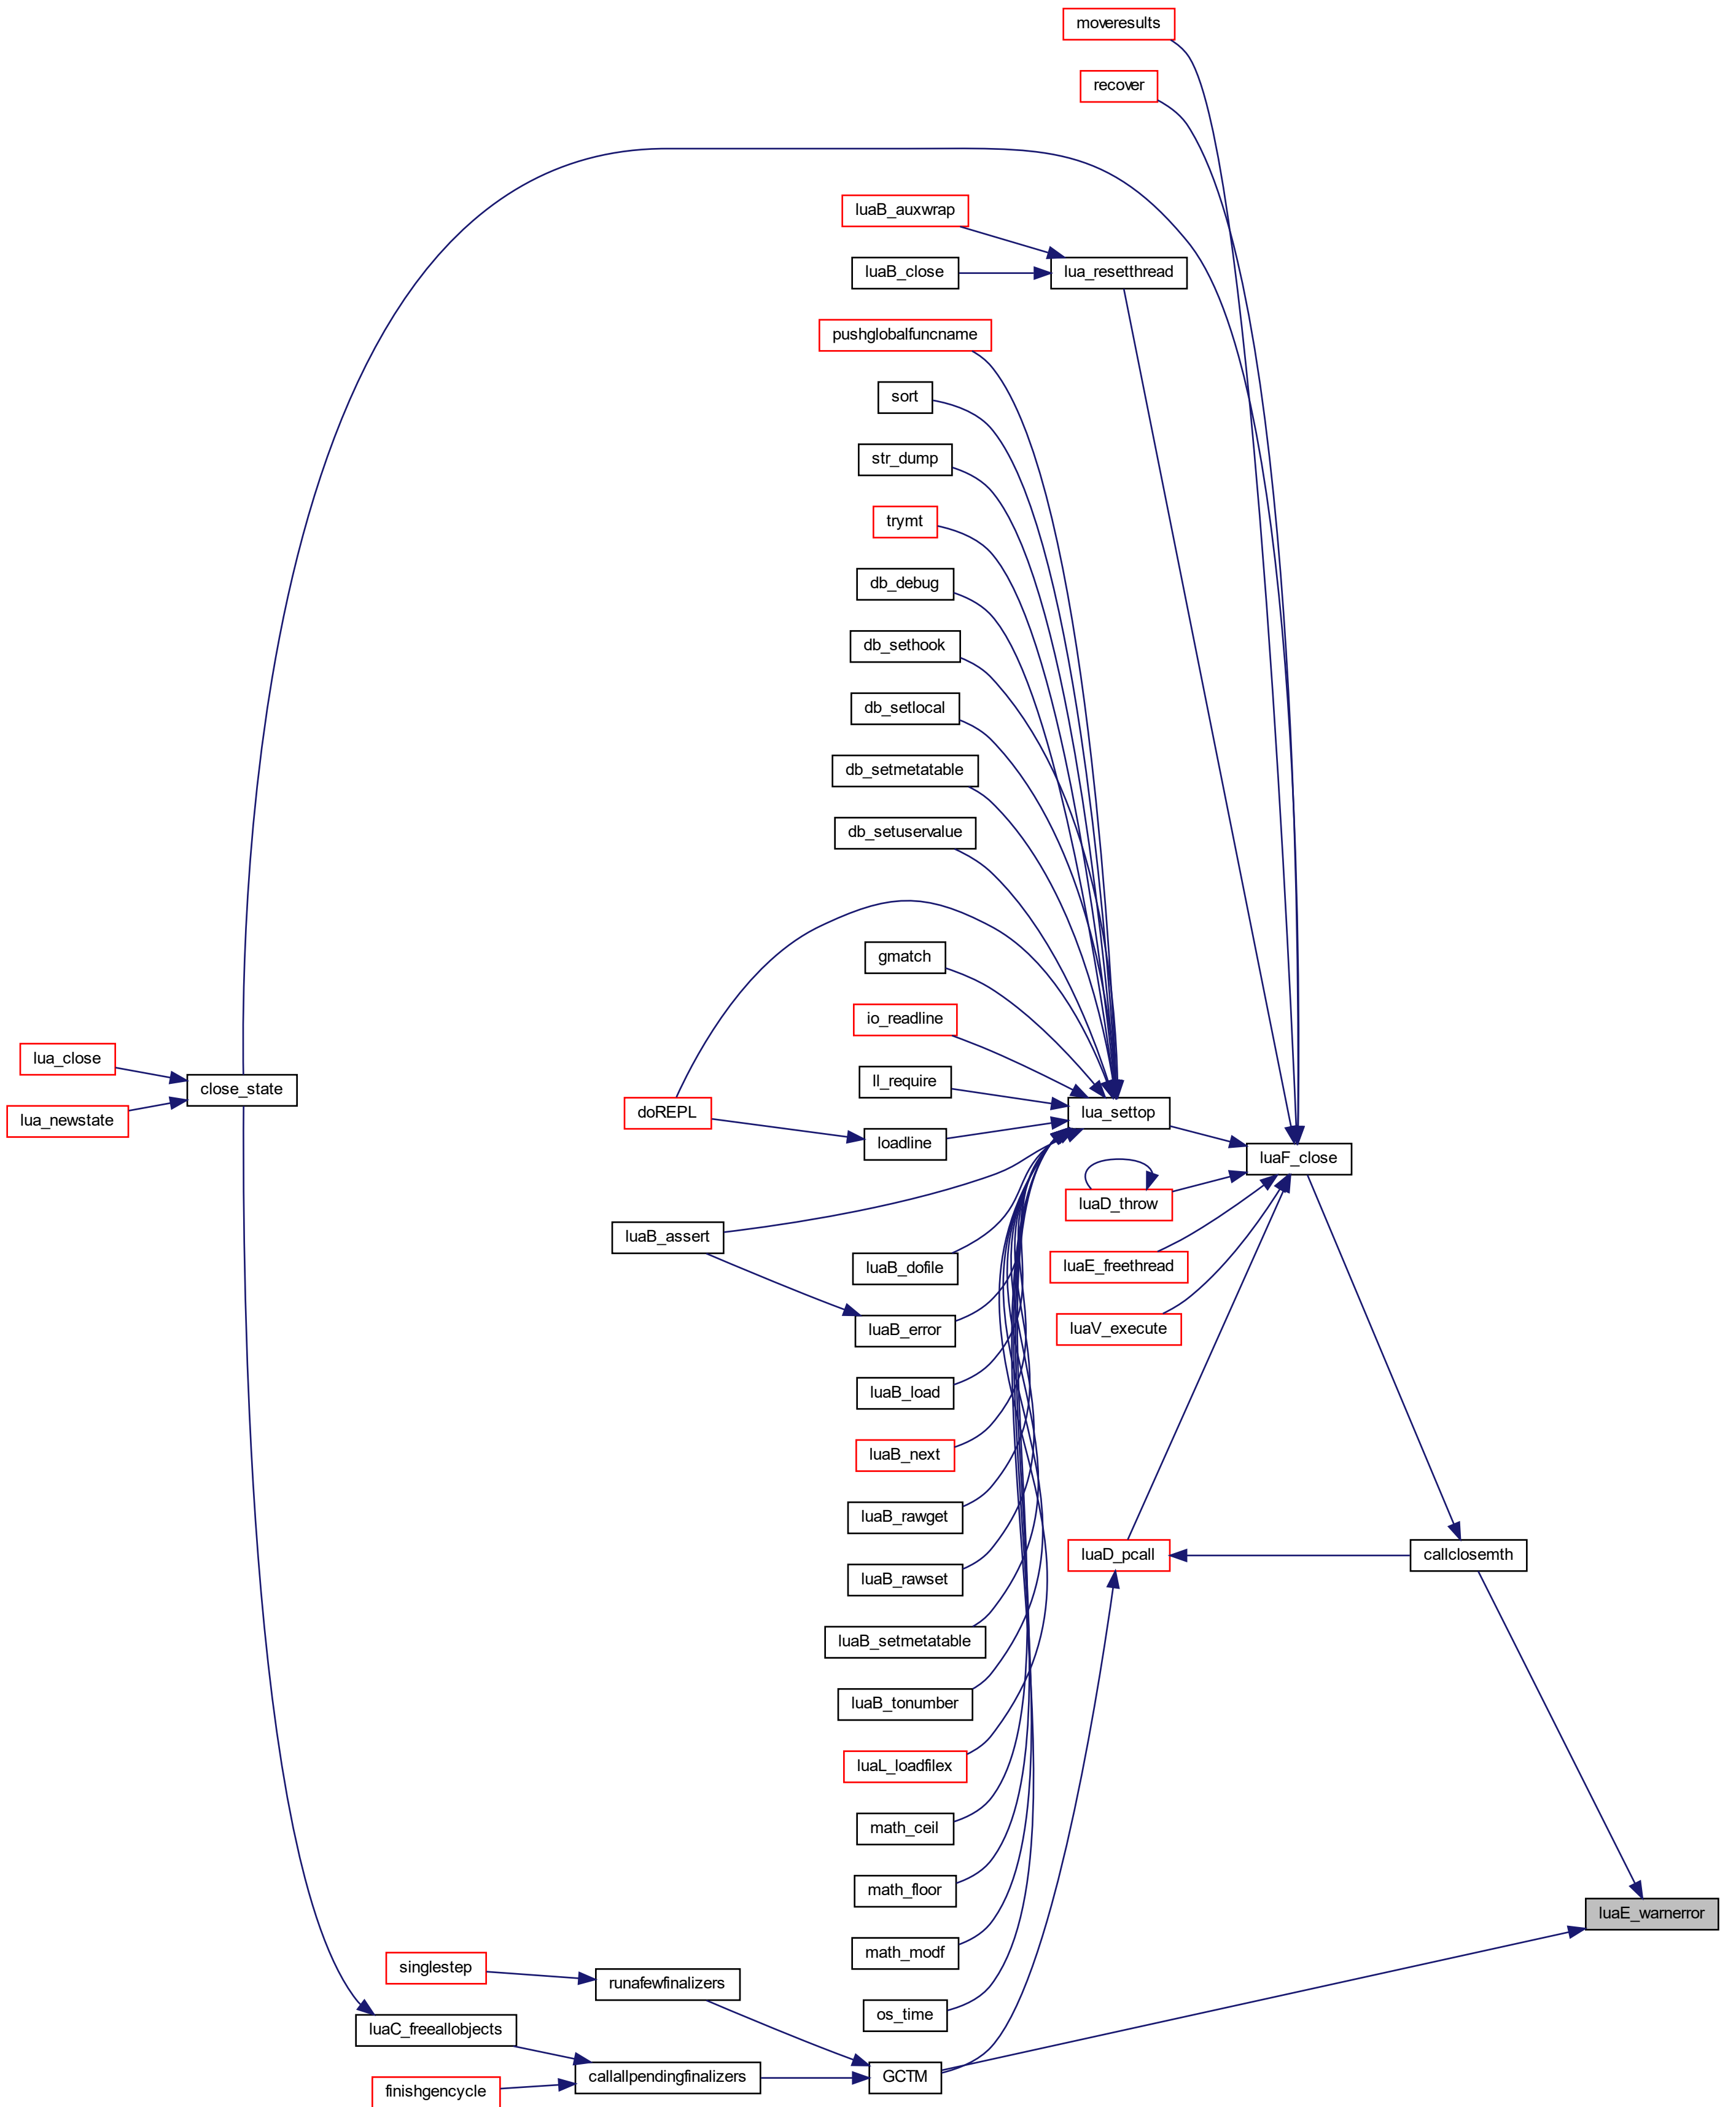 moveresults
recover
luaB_auxwrap
luaB_close
lua_resetthread
pushglobalfuncname
sort
str_dump
trymt
db_debug
db_sethook
db_setlocal
db_setmetatable
db_setuservalue
gmatch
io_readline
lua_close
close_state
ll_require
doREPL
lua_settop
lua_newstate
loadline
luaF_close
luaD_throw
luaB_assert
luaB_dofile
luaE_freethread
luaB_error
luaV_execute
luaB_load
luaB_next
luaB_rawget
luaD_pcall
callclosemth
luaB_rawset
luaB_setmetatable
luaB_tonumber
luaL_loadfilex
math_ceil
math_floor
luaE_warnerror
math_modf
singlestep
runafewfinalizers
os_time
luaC_freeallobjects
callallpendingfinalizers
GCTM
finishgencycle